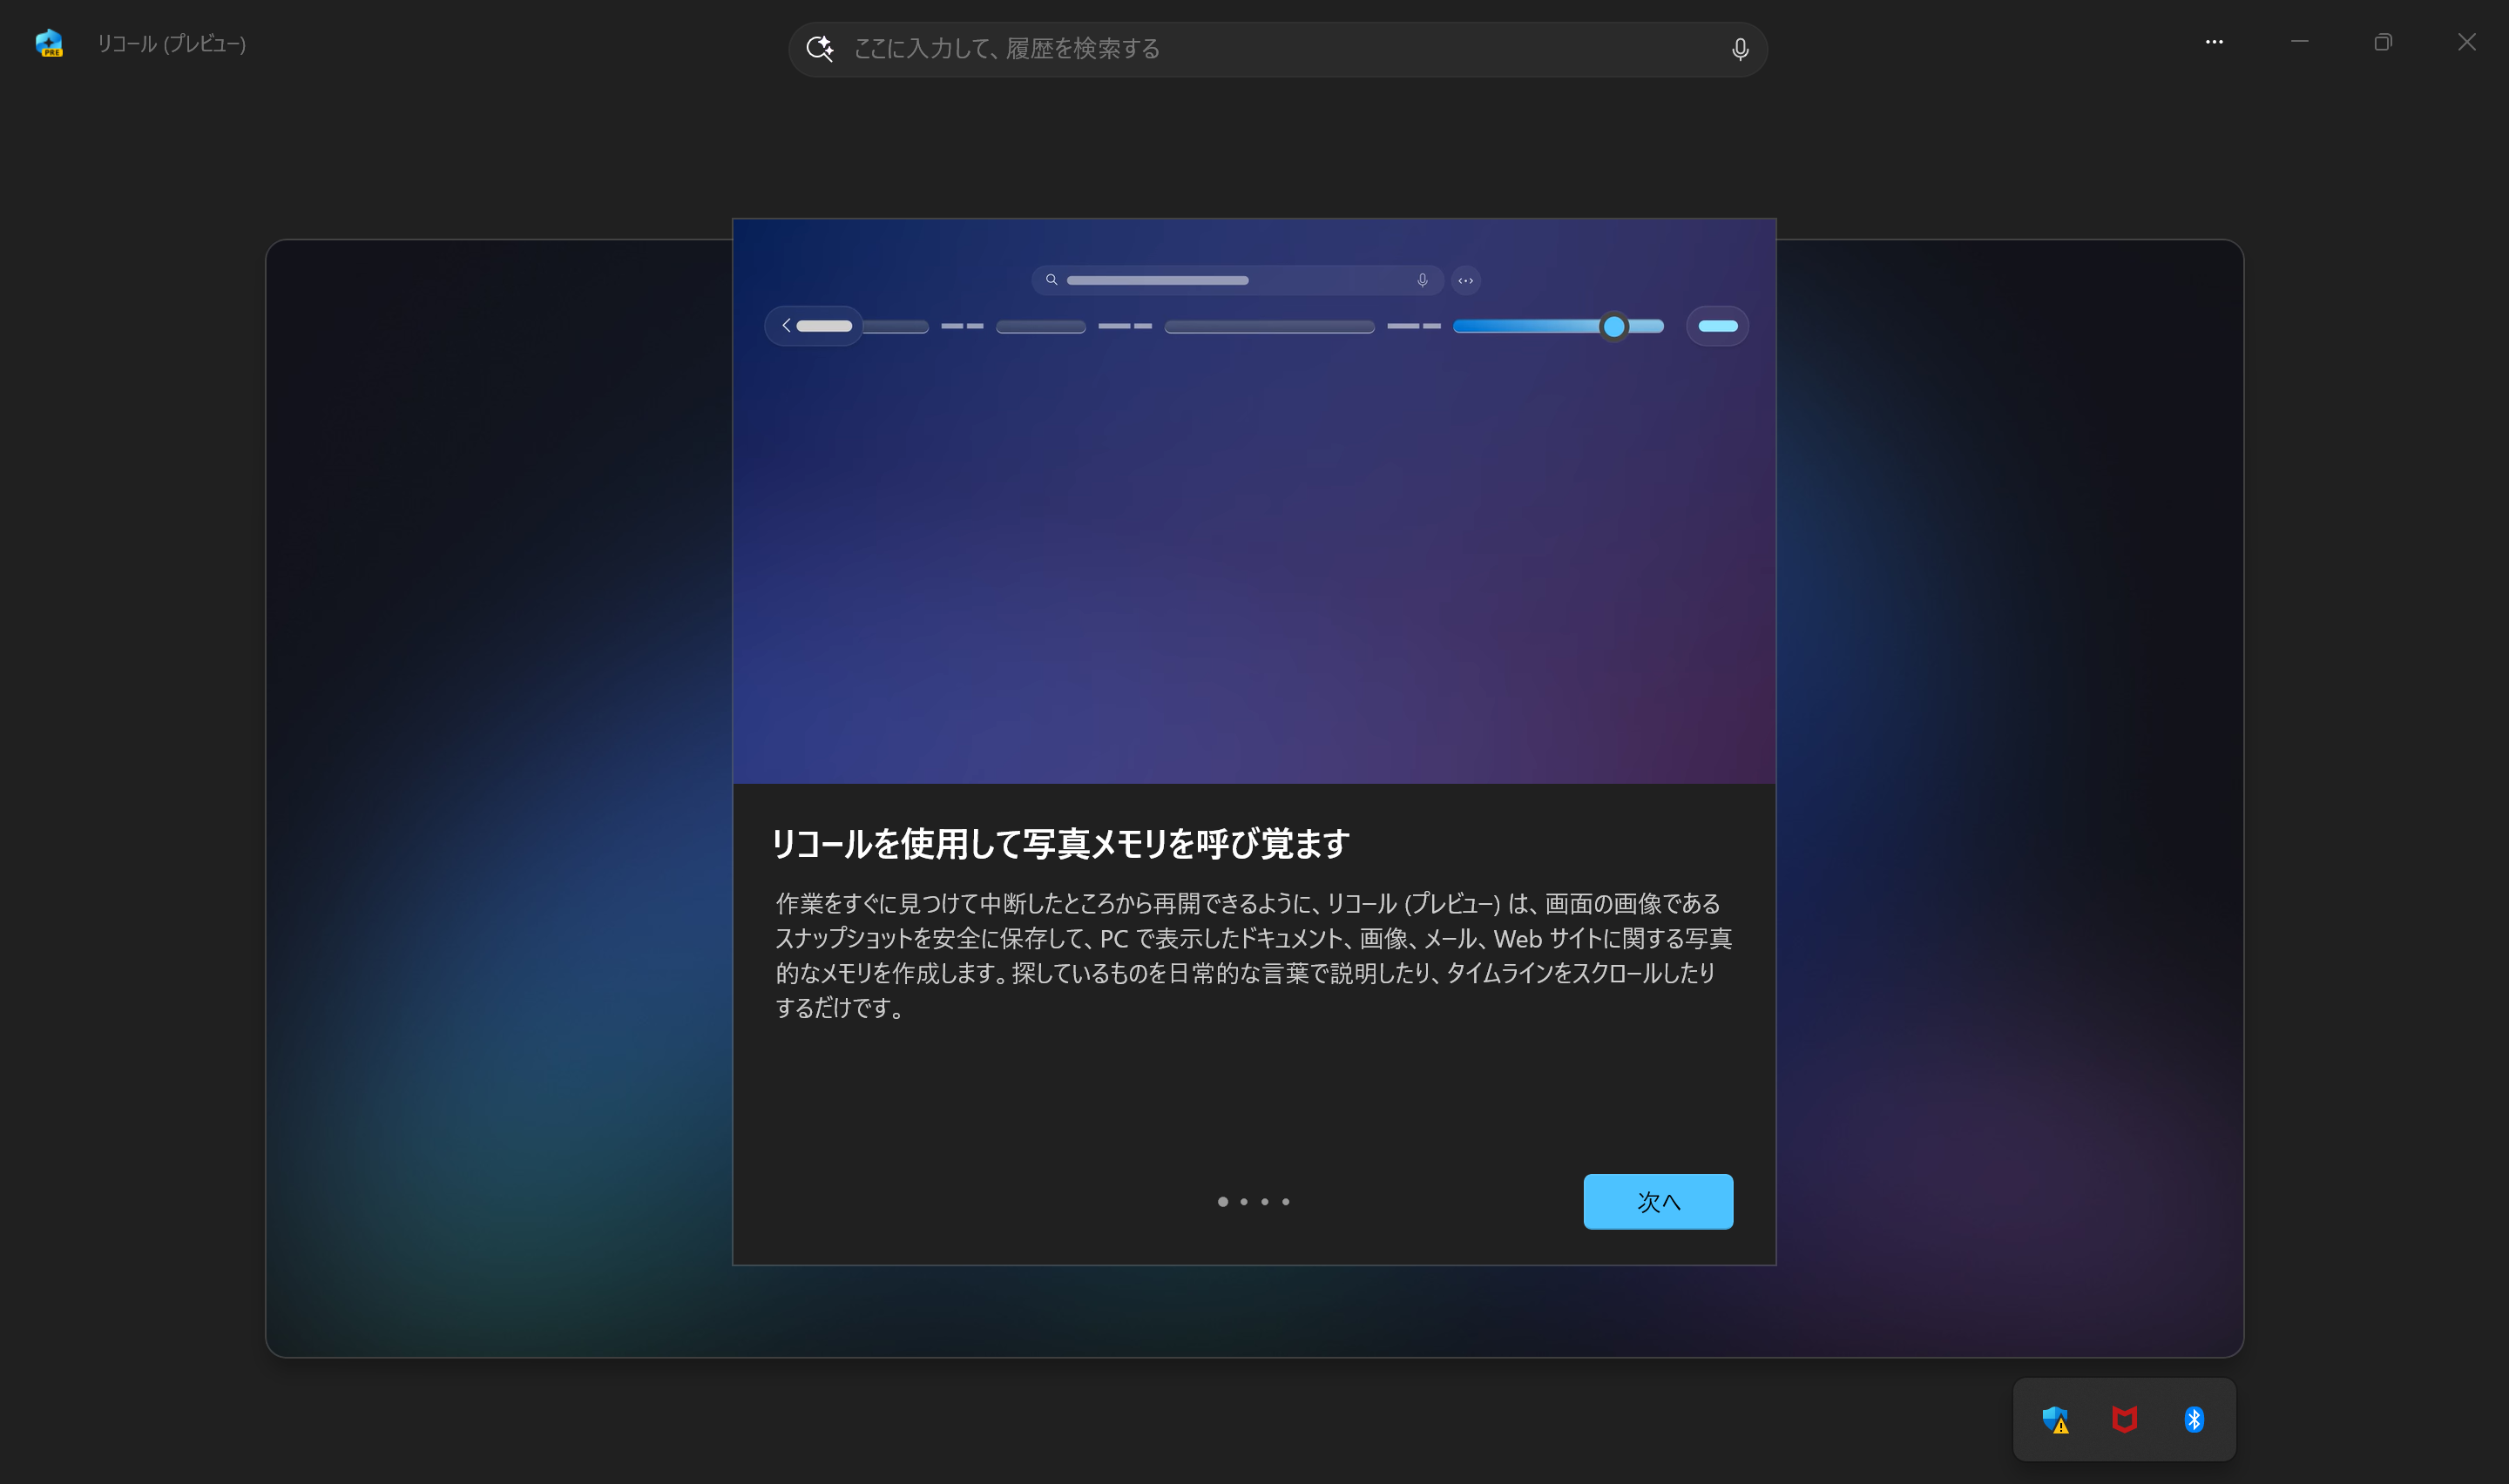 リコール (プレビュー)
ここに入力して、履歴を検索する
PRE
リコールを使用して写真メモリを呼び覚ます
作業をすぐに見つけて中断したところから再開できるように、リコール (プレビュー) は、画面の画像である
スナップショットを安全に保存して、PC で表示したドキュメント、画像、メール、Web サイトに関する写真
的なメモリを作成します。探しているものを日常的な言葉で説明したり、タイムラインをスクロールしたり
するだけです。
次へ